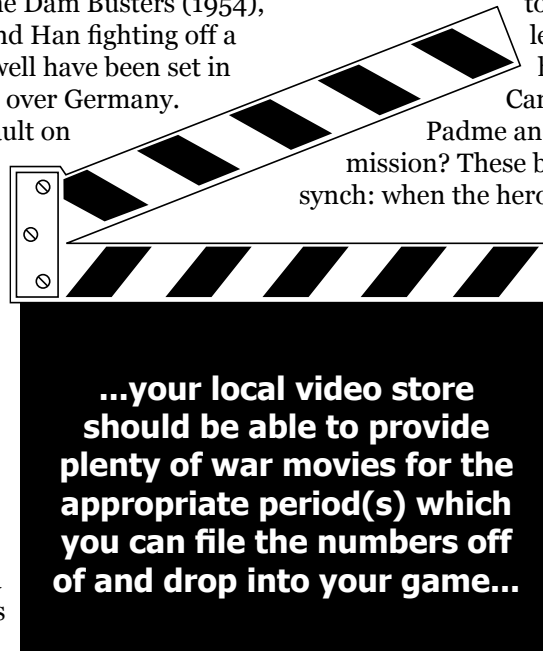 Dam Busters (1954),
nd Han fighting off a
well have been set in
over Germany.
ult on
to
le
Can
Padme an
mission? These b
synch: when the hero
...your local video store
should be able to provide
plenty of war movies for the
appropriate period(s) which
you can file the numbers off
of and drop into your game...
s